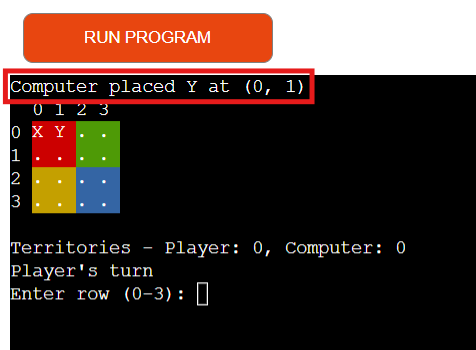 RUN PROGRAM
Computer placed Y at (0, 1)
0 1 2 3
0 X Y . .
1 . . . .
2 . . . .
3 . . . .
Territories - Player: 0, Computer: 0
Player's turn
Enter row (0-3):